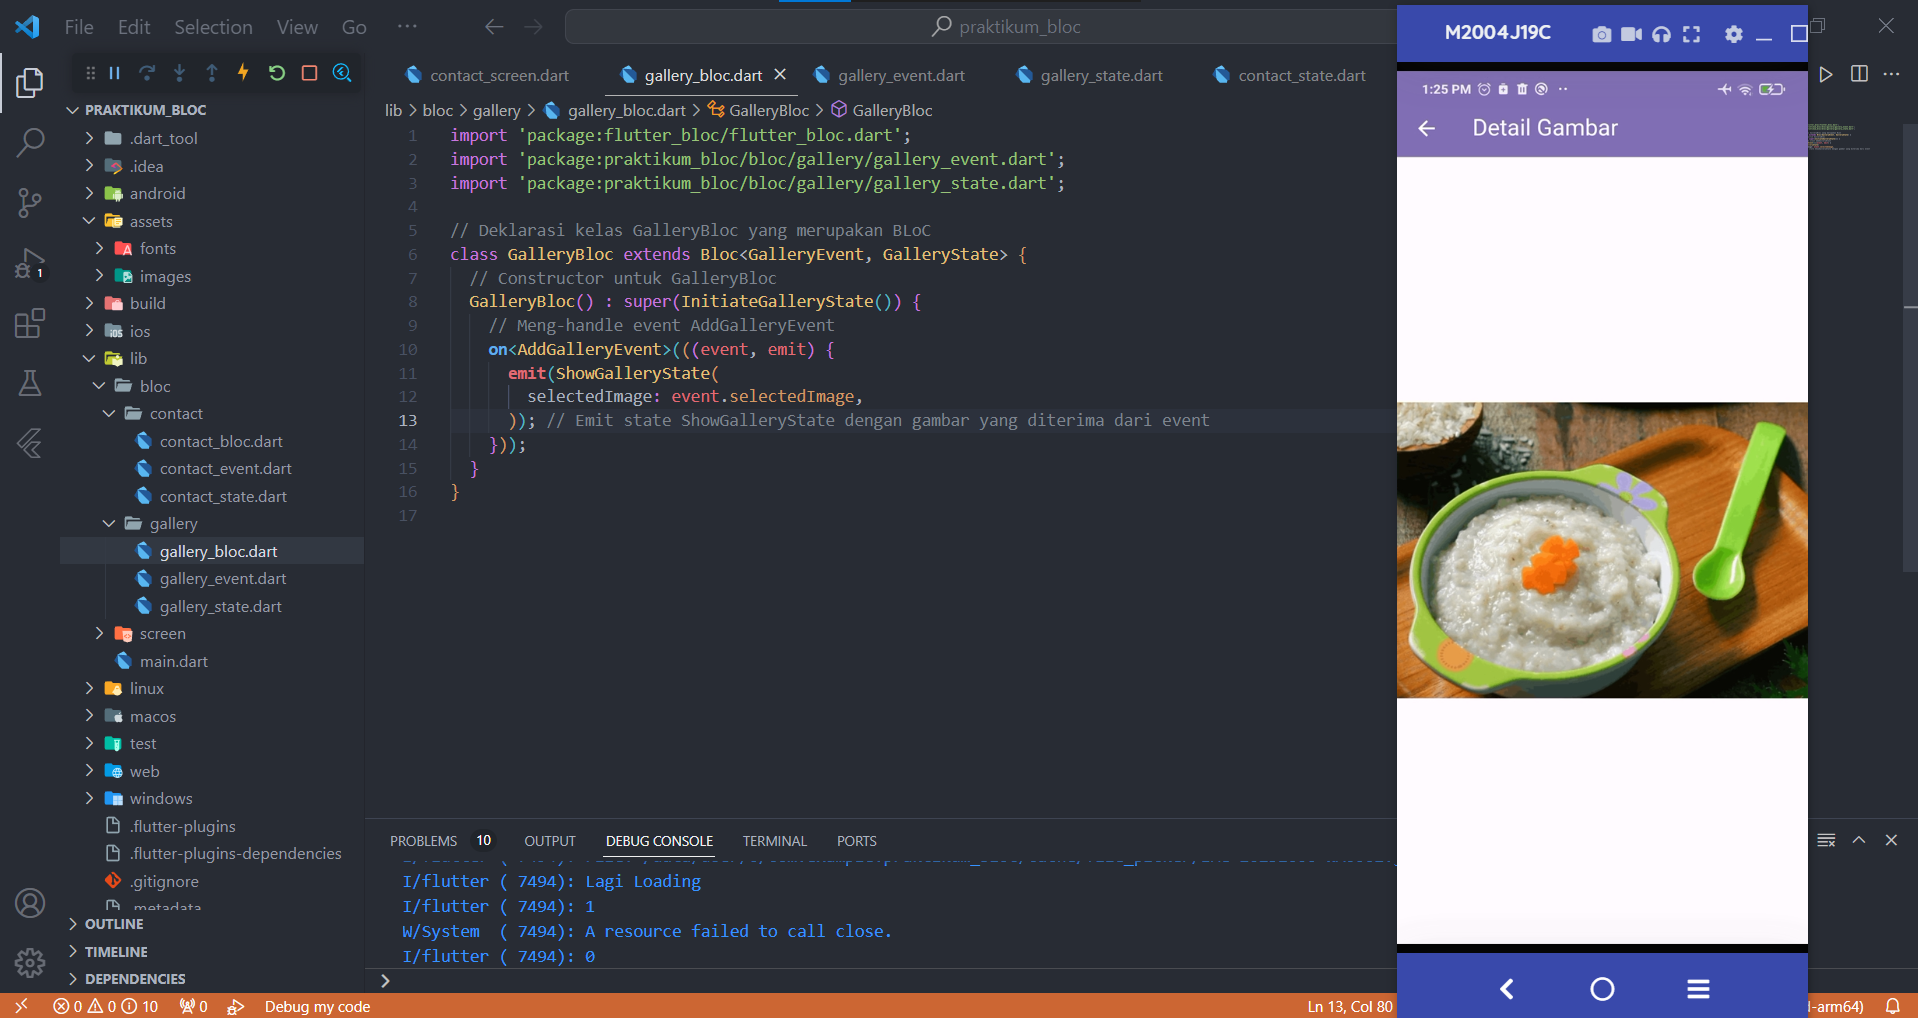 File Edit Selection View Go ··· praktikum_bloc
M2004J19C
contact_screen.dart gallery_bloc.dart gallery_event.dart gallery_state.dart contact_state.dart
PRAKTIKUM_BLOC
.dart_tool
.idea
android
assets
fonts
images
build
ios
lib
bloc
contact
contact_bloc.dart
contact_event.dart
contact_state.dart
gallery
gallery_bloc.dart
gallery_event.dart
gallery_state.dart
screen
main.dart
linux
macos
test
web
windows
.flutter-plugins
.flutter-plugins-dependencies
.gitignore
.metadata
OUTLINE
TIMELINE
DEPENDENCIES
1
lib > bloc > gallery > gallery_bloc.dart > GalleryBloc > GalleryBloc
1 import 'package:flutter_bloc/flutter_bloc.dart';
2 import 'package:praktikum_bloc/bloc/gallery/gallery_event.dart';
3 import 'package:praktikum_bloc/bloc/gallery/gallery_state.dart';
4
5 // Deklarasi kelas GalleryBloc yang merupakan BLoC
6 class GalleryBloc extends Bloc<GalleryEvent, GalleryState> {
7 // Constructor untuk GalleryBloc
8 GalleryBloc() : super(InitiateGalleryState()) {
9 // Meng-handle event AddGalleryEvent
10 on<AddGalleryEvent>(((event, emit) {
11 emit(ShowGalleryState(
12 selectedImage: event.selectedImage,
13 )); // Emit state ShowGalleryState dengan gambar yang diterima dari event
14 }));
15 }
16 }
17
PROBLEMS 10 OUTPUT DEBUG CONSOLE TERMINAL PORTS
I/flutter ( 7494): Lagi Loading
I/flutter ( 7494): 1
W/System ( 7494): A resource failed to call close.
I/flutter ( 7494): 0
>
1:25 PM
Detail Gambar
0 0 10 0 Debug my code Ln 13, Col 80 -arm64)